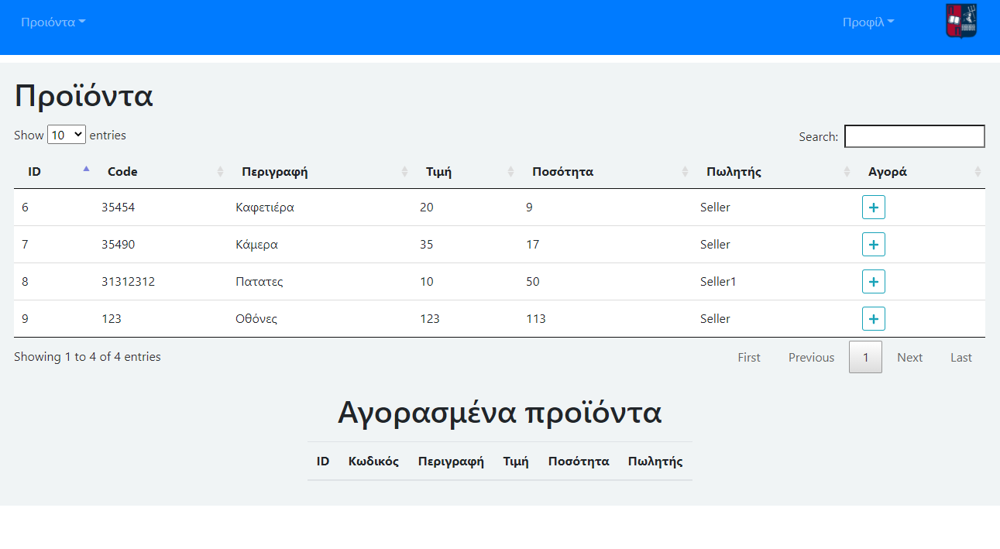 Προιόντα Προφίλ
Προϊόντα
Show 10 entries Search:
ID Code Περιγραφή Τιμή Ποσότητα Πωλητής Αγορά
6 35454 Καφετιέρα 20 9 Seller +
7 35490 Κάμερα 35 17 Seller +
8 31312312 Πατατες 10 50 Seller1 +
9 123 Οθόνες 123 113 Seller +
Showing 1 to 4 of 4 entries First Previous 1 Next Last
Αγορασμένα προϊόντα
ID Κωδικός Περιγραφή Τιμή Ποσότητα Πωλητής